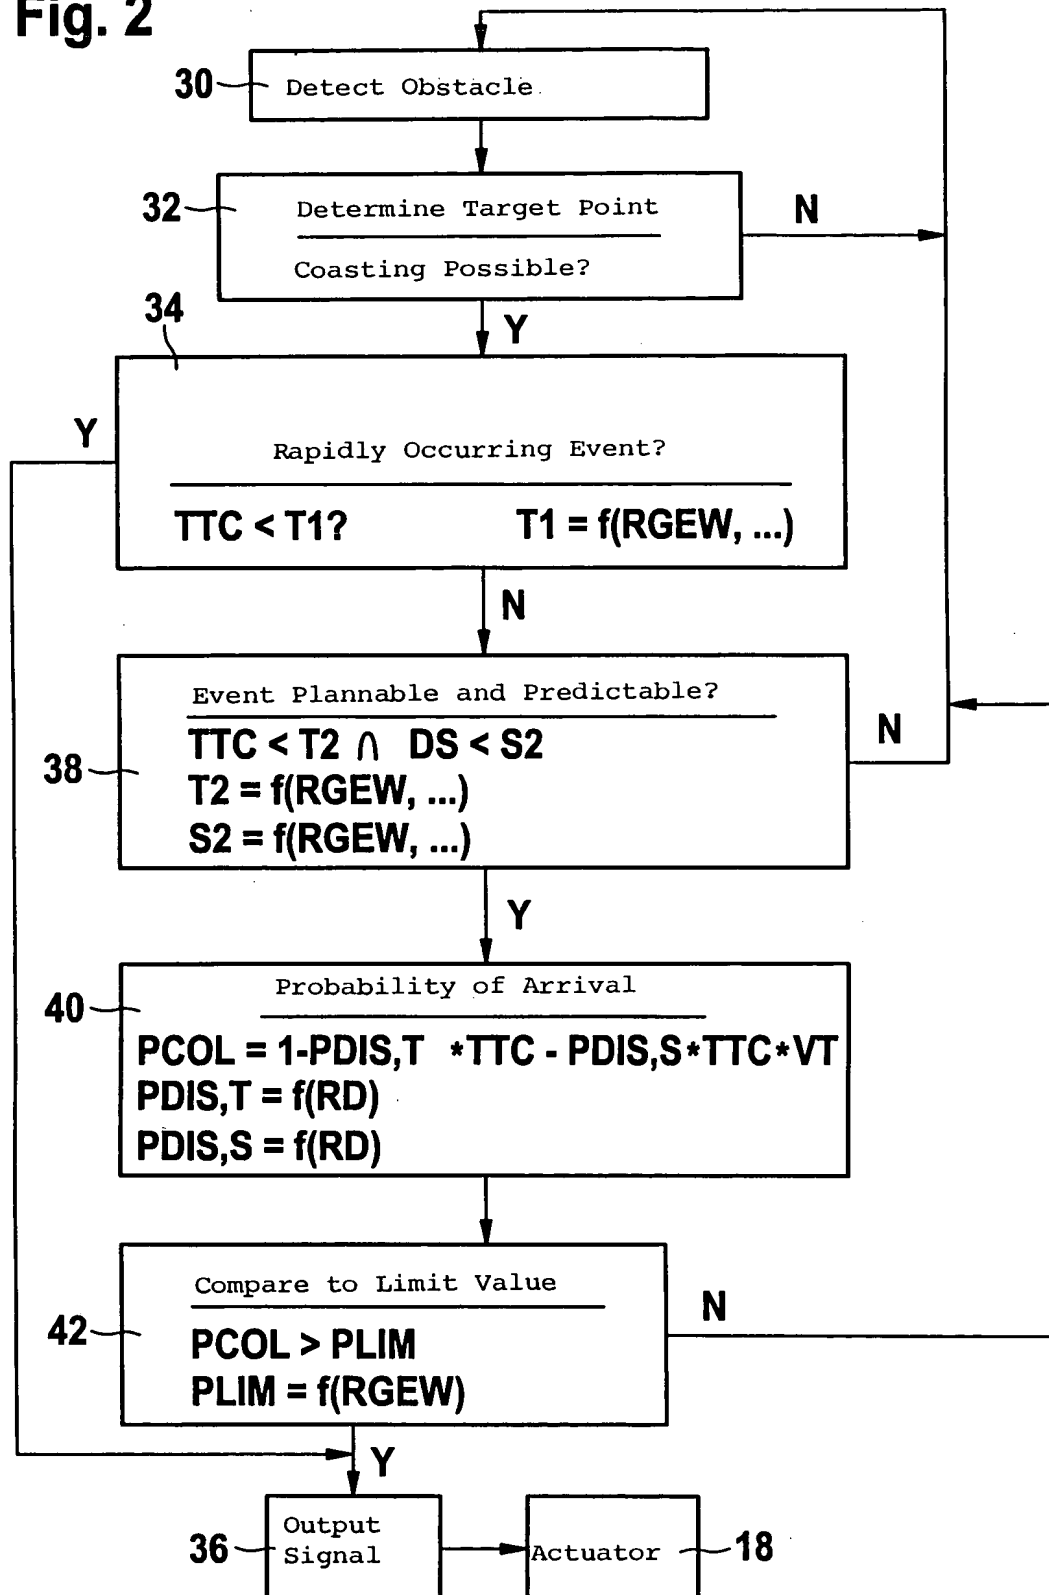 Fig. 2
30 Detect Obstacle
32 Determine Target Point N
Coasting Possible?
34
Y
Y
Rapidly Occurring Event?
TTC < T1? T1 = f(RGEW, ...)
N
Event Plannable and Predictable?
N
TTC < T2 ∩ DS < S2
38 T2 = f(RGEW, ...)
S2 = f(RGEW, ...)
Y
Probability of Arrival
40
PCOL = 1-PDIS,T *TTC - PDIS,S*TTC*VT
PDIS,T = f(RD)
PDIS,S = f(RD)
Compare to Limit Value
N
42
PCOL > PLIM
PLIM = f(RGEW)
Y
Output
36 Signal Actuator 18